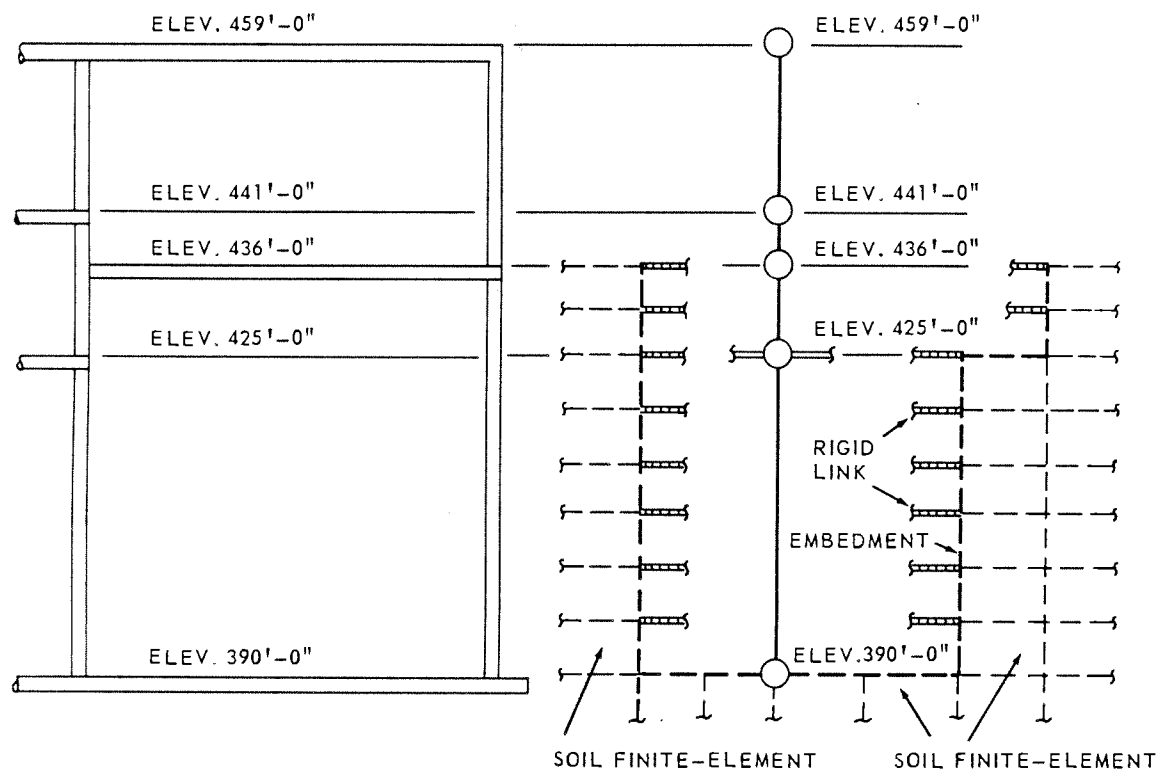 ELEV. 459'-0"
ELEV. 459'-0"
ELEV. 441'-0"
ELEV. 441'-0"
ELEV. 436'-0"
ELEV. 436'-0"
ELEV. 425'-0"
ELEV. 425'-0"
RIGID
LINK
EMBEDMENT
ELEV. 390'-0"
ELEV.390'-0"
SOIL FINITE-ELEMENT
SOIL FINITE-ELEMENT